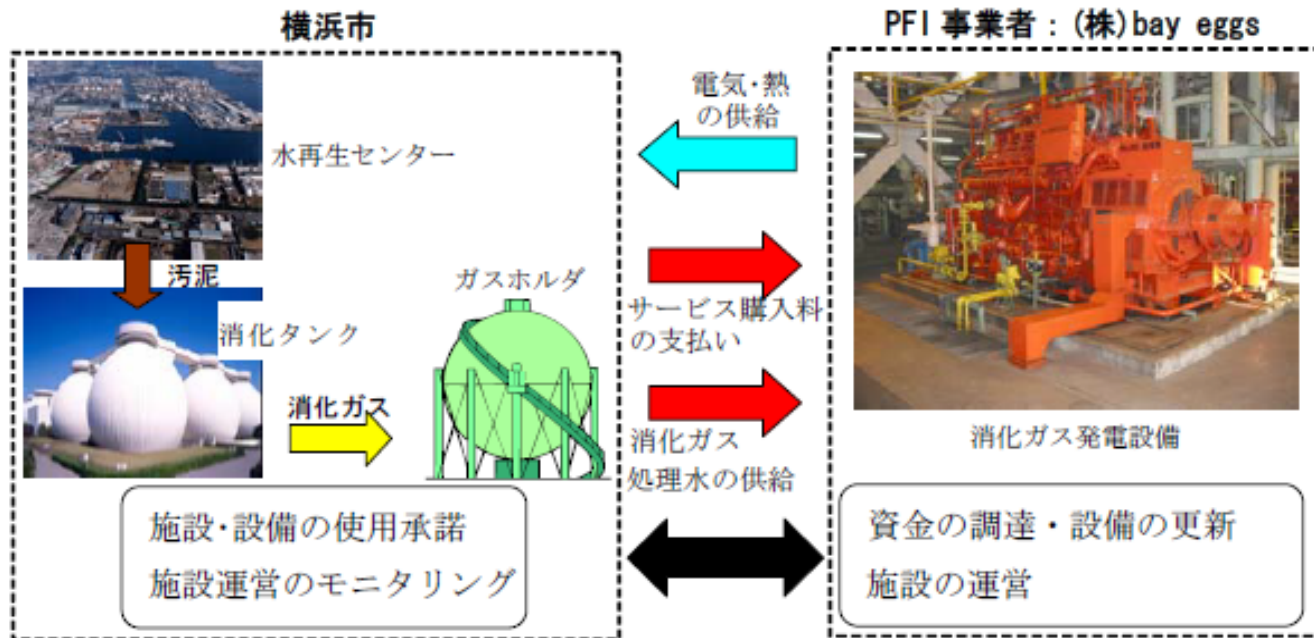 横浜市
水再生センター
汚泥
消化タンク
消化ガス
ガスホルダ
施設・設備の使用承諾
施設運営のモニタリング
電気・熱
の供給
サービス購入料
の支払い
消化ガス
処理水の供給
PFI 事業者：(株)bay eggs
消化ガス発電設備
資金の調達・設備の更新
施設の運営